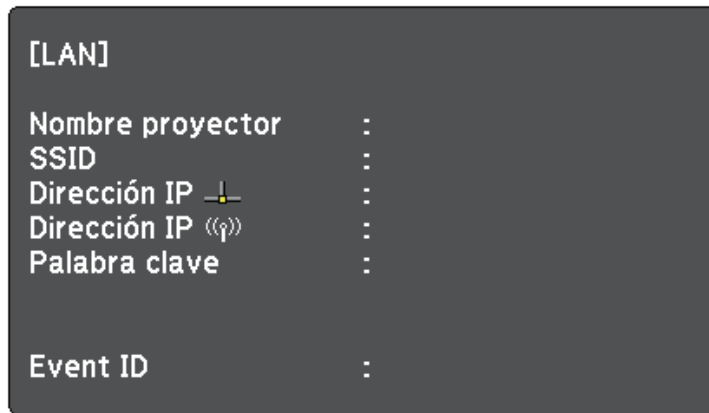 [LAN]
Nombre proyector :
SSID :
Dirección IP :
Dirección IP :
Palabra clave :
Event ID :